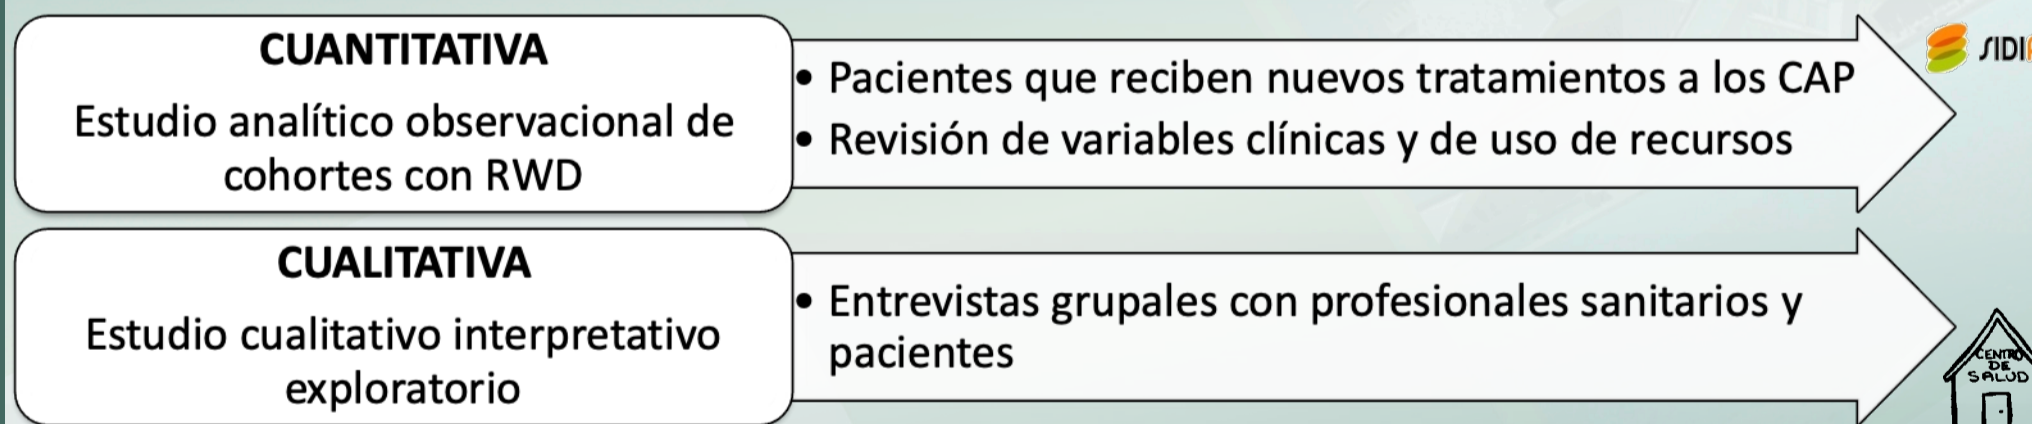 CUANTITATIVA
Estudio analítico observacional de
cohortes con RWD
• Pacientes que reciben nuevos tratamientos a los CAP
• Revisión de variables clínicas y de uso de recursos
SIDI
CUALITATIVA
Estudio cualitativo interpretativo
exploratorio
• Entrevistas grupales con profesionales sanitarios y
pacientes
CENTRO
DE
SALUD